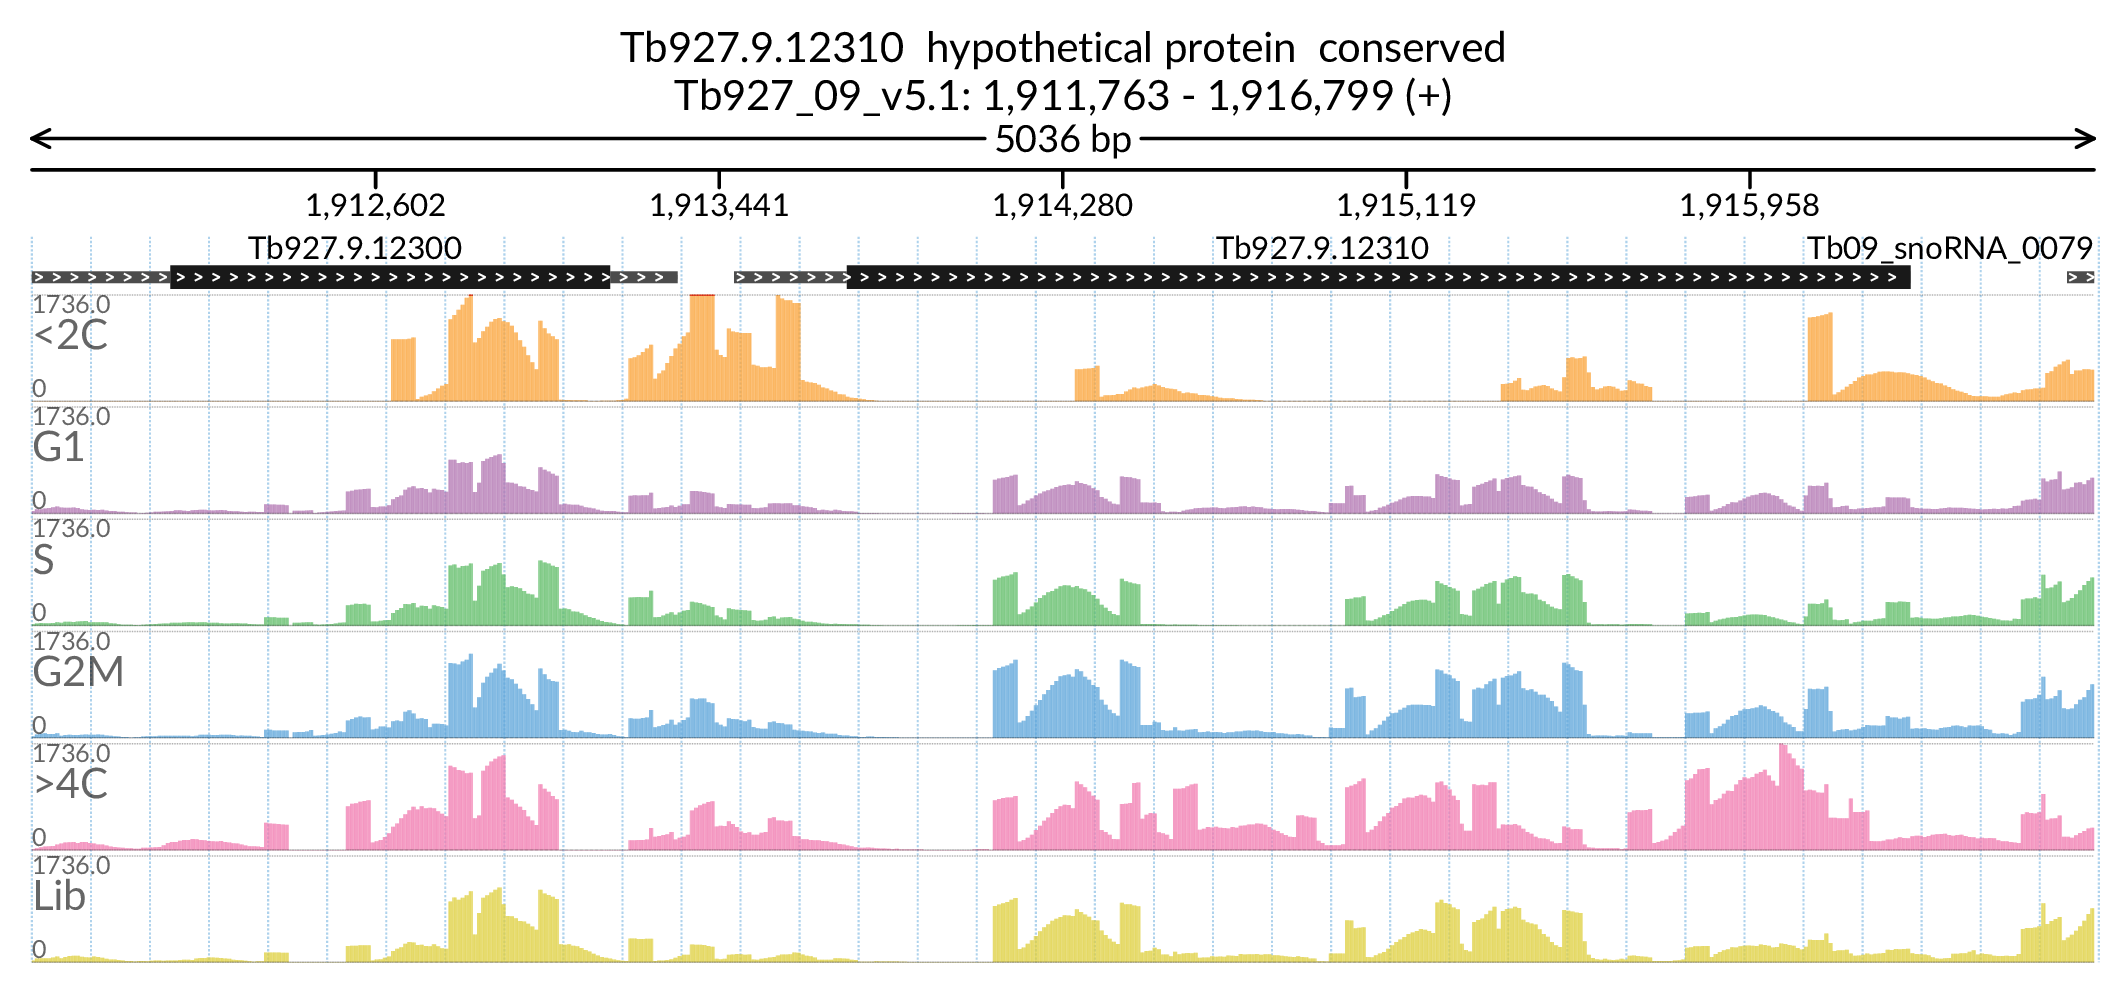 Tb927.9.12310  hypothetical protein  conserved
Tb927_09_v5.1: 1,911,763 - 1,916,799 (+)
5036 bp
1,912,602 1,913,441 1,914,280 1,915,119 1,915,958
Tb927.9.12300 Tb927.9.12310 Tb09_snoRNA_0079
1736.0
<2C
0
1736.0
G1
0
1736.0
S
0
1736.0
G2M
0
1736.0
>4C
0
1736.0
Lib
0